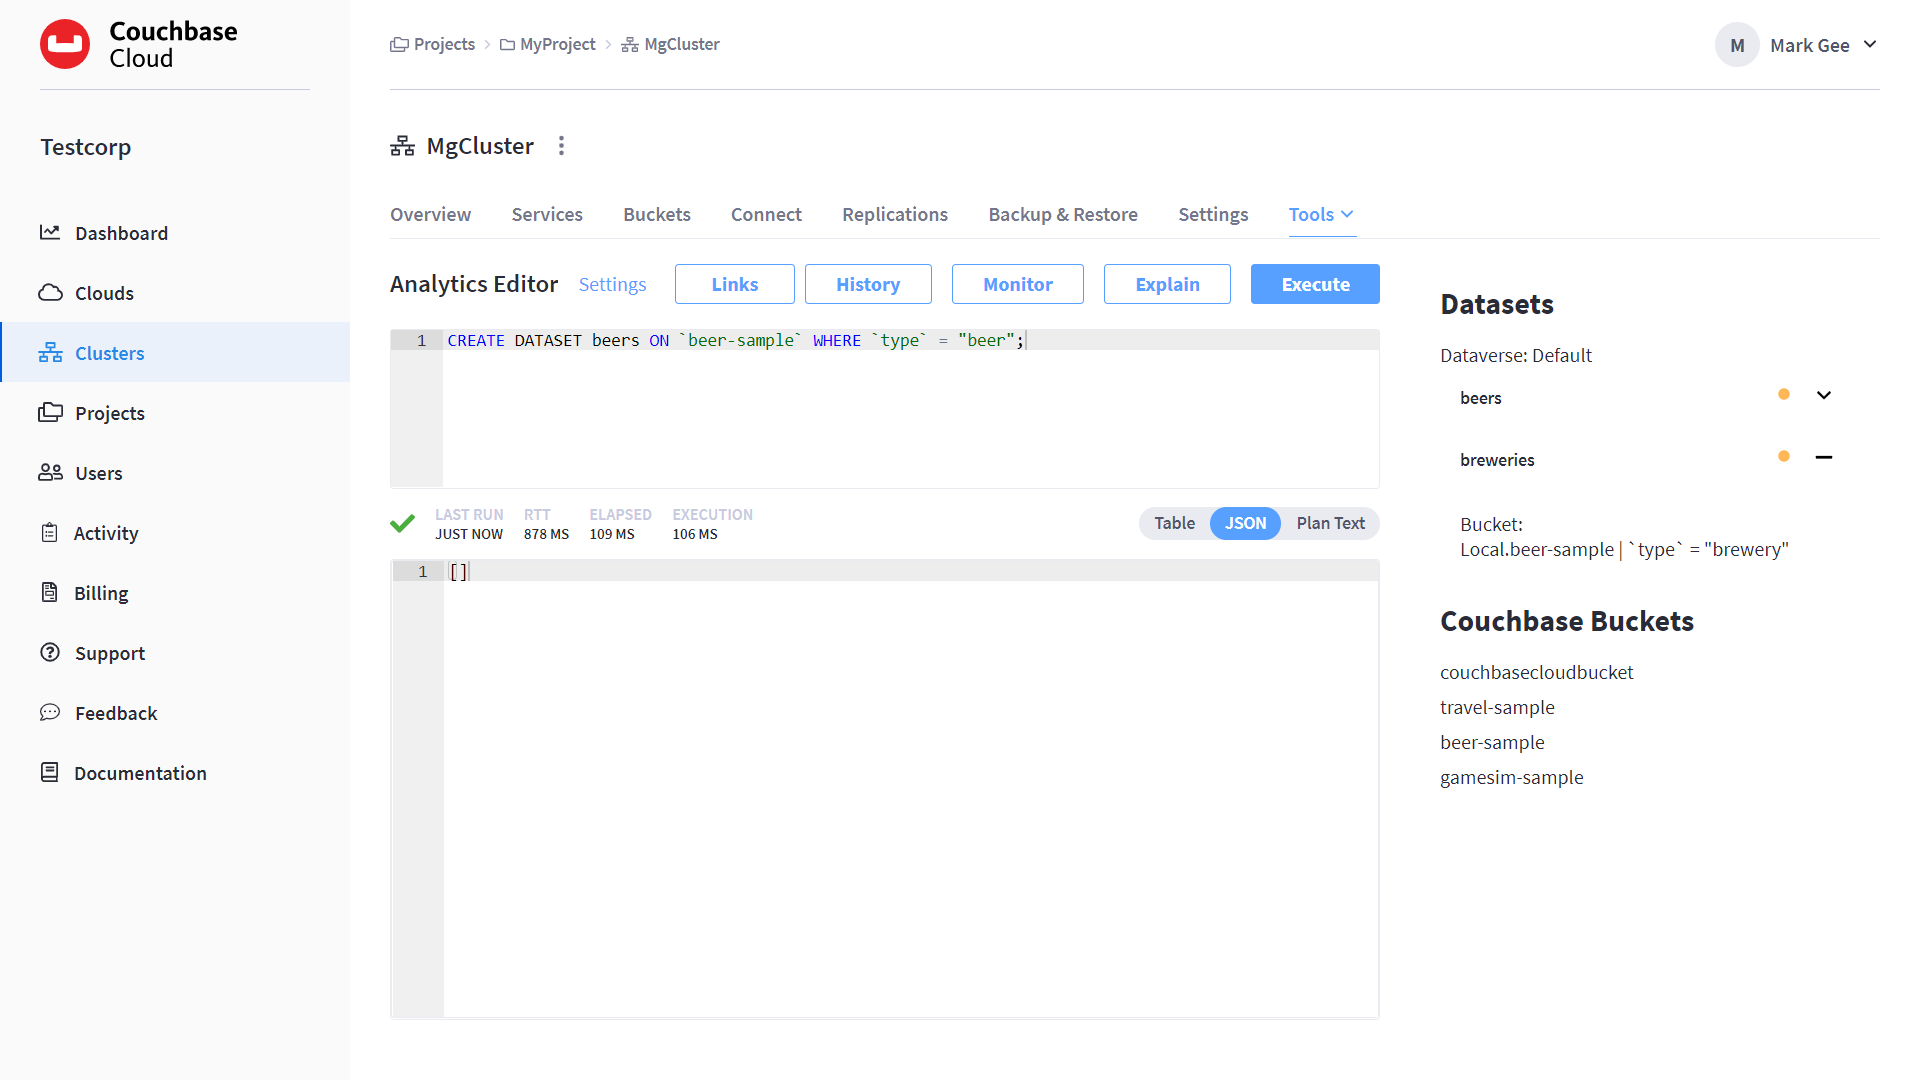 Couchbase
Cloud
Testcorp
Dashboard
Clouds
Clusters
Projects
Users
Activity
Billing
Support
Feedback
Documentation
Projects MyProject MgCluster
M Mark Gee
MgCluster
Overview Services Buckets Connect Replications Backup & Restore Settings Tools
Analytics Editor Settings Links History Monitor Explain Execute
1 CREATE DATASET beers ON `beer-sample` WHERE `type` = "beer";
LAST RUN RTT ELAPSED EXECUTION
JUST NOW 878 MS 109 MS 106 MS
Table JSON Plan Text
1 []
Datasets
Dataverse: Default
beers
breweries
Bucket:
Local.beer-sample | `type` = "brewery"
Couchbase Buckets
couchbasecloudbucket
travel-sample
beer-sample
gamesim-sample